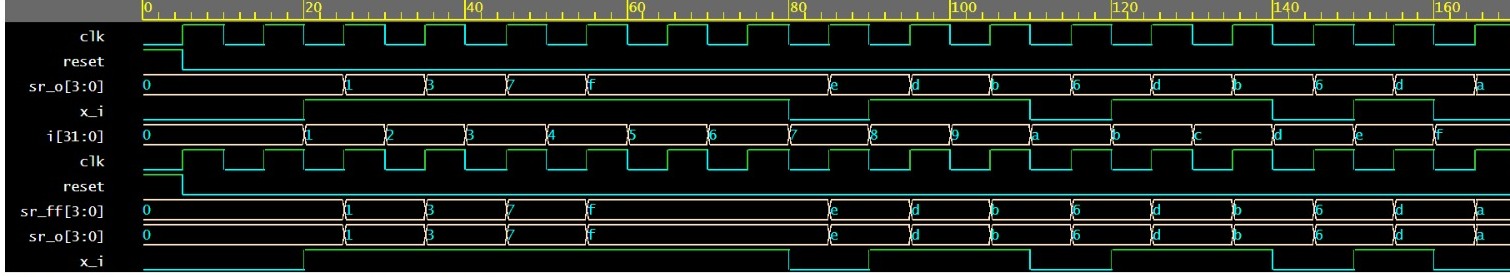 0 20 40 60 80 100 120 140 160
clk
reset
sr_o[3:0] 0 1 3 7 f e d b 6 d b 6 d a
x_i
i[31:0] 0 1 2 3 4 5 6 7 8 9 a b c d e f
clk
reset
sr_ff[3:0] 0 1 3 7 f e d b 6 d b 6 d a
sr_o[3:0] 0 1 3 7 f e d b 6 d b 6 d a
x_i